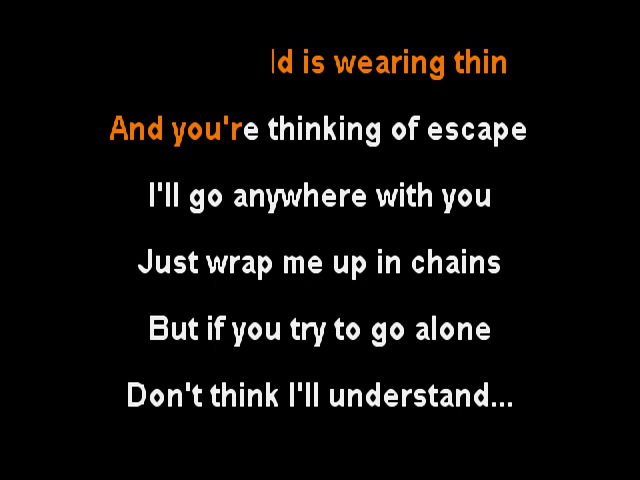 is wearing thin
And you're thinking of escape
I'll go anywhere with you
Just wrap me up in chains
But if you try to go alone
Don't think I'll understand...